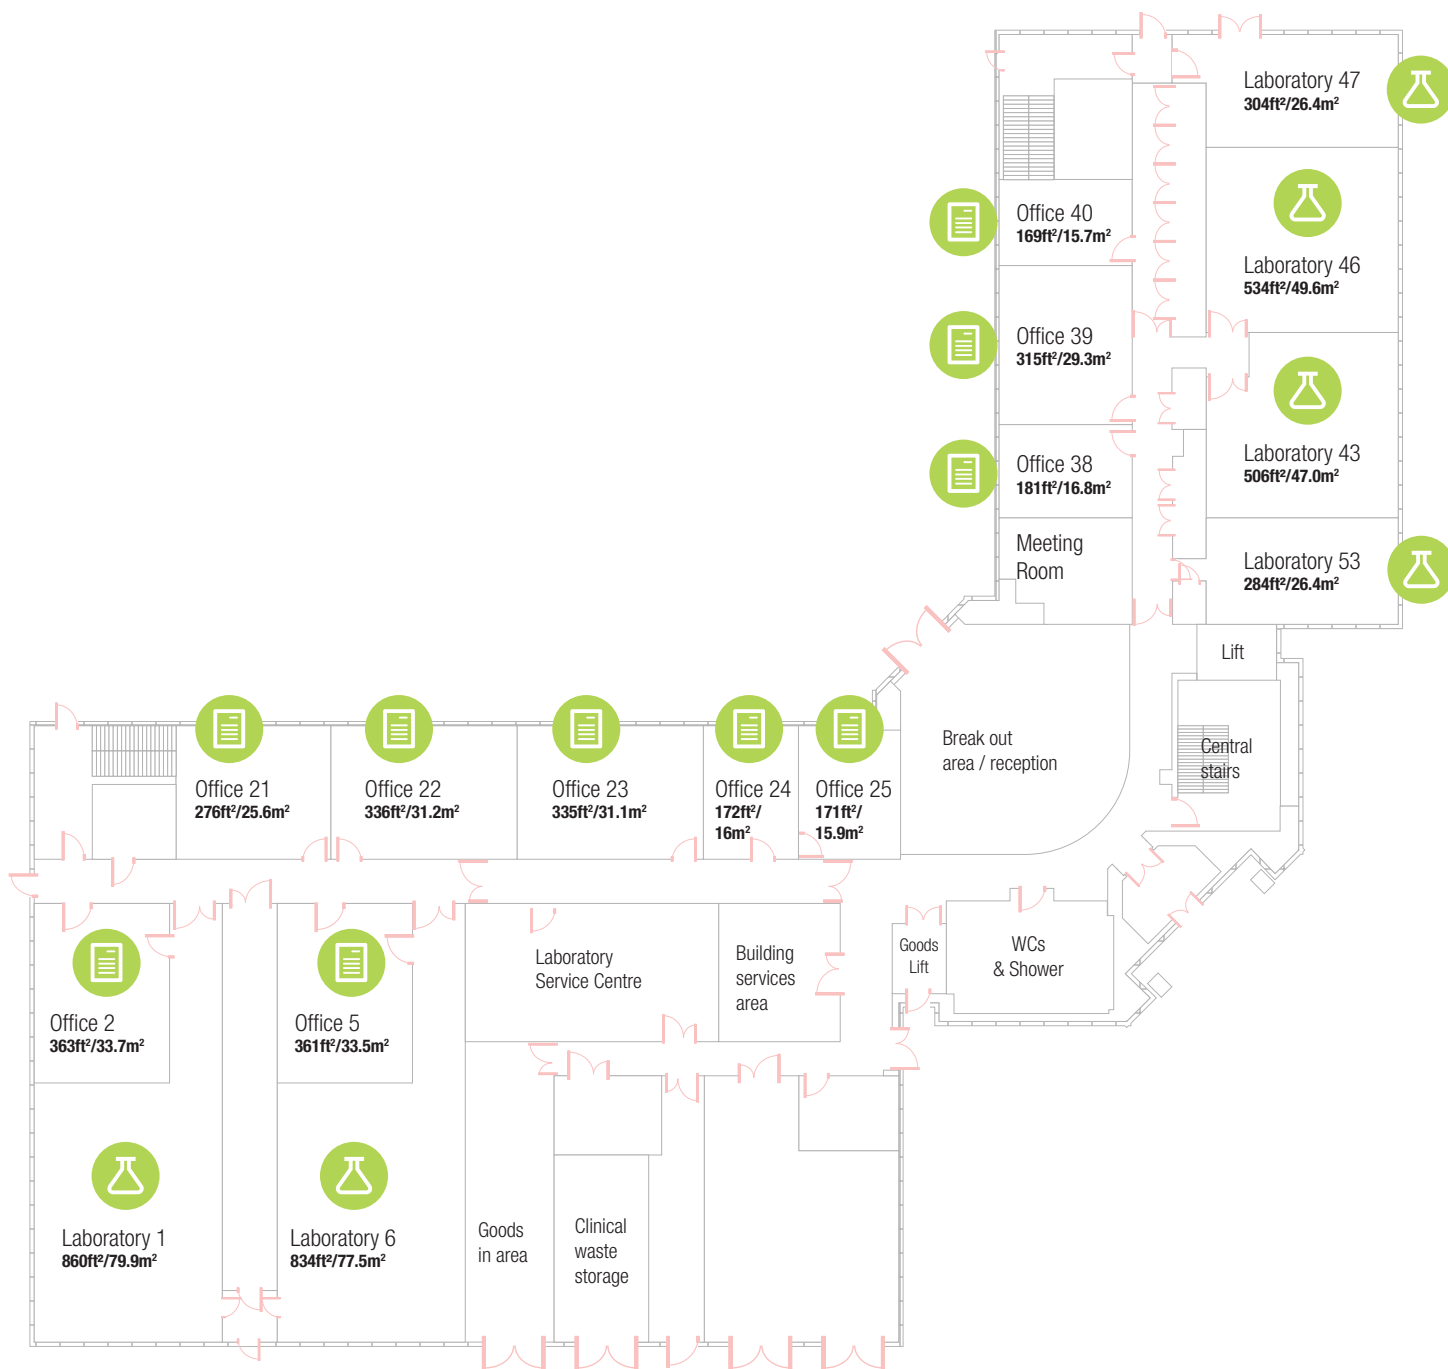 Laboratory 47
304ft²/26.4m²
Office 40
169ft²/15.7m²
Laboratory 46
534ft²/49.6m²
Office 39
315ft²/29.3m²
Laboratory 43
506ft²/47.0m²
Office 38
181ft²/16.8m²
Meeting
Room
Laboratory 53
284ft²/26.4m²
Lift
Break out
area / reception
Central
stairs
Office 21
276ft²/25.6m²
Office 22
336ft²/31.2m²
Office 23
335ft²/31.1m²
Office 24
172ft²/
16m²
Office 25
171ft²/
15.9m²
Office 2
363ft²/33.7m²
Office 5
361ft²/33.5m²
Laboratory
Service Centre
Building
services
area
Goods
Lift
WCs
& Shower
Laboratory 1
860ft²/79.9m²
Laboratory 6
834ft²/77.5m²
Goods
in area
Clinical
waste
storage